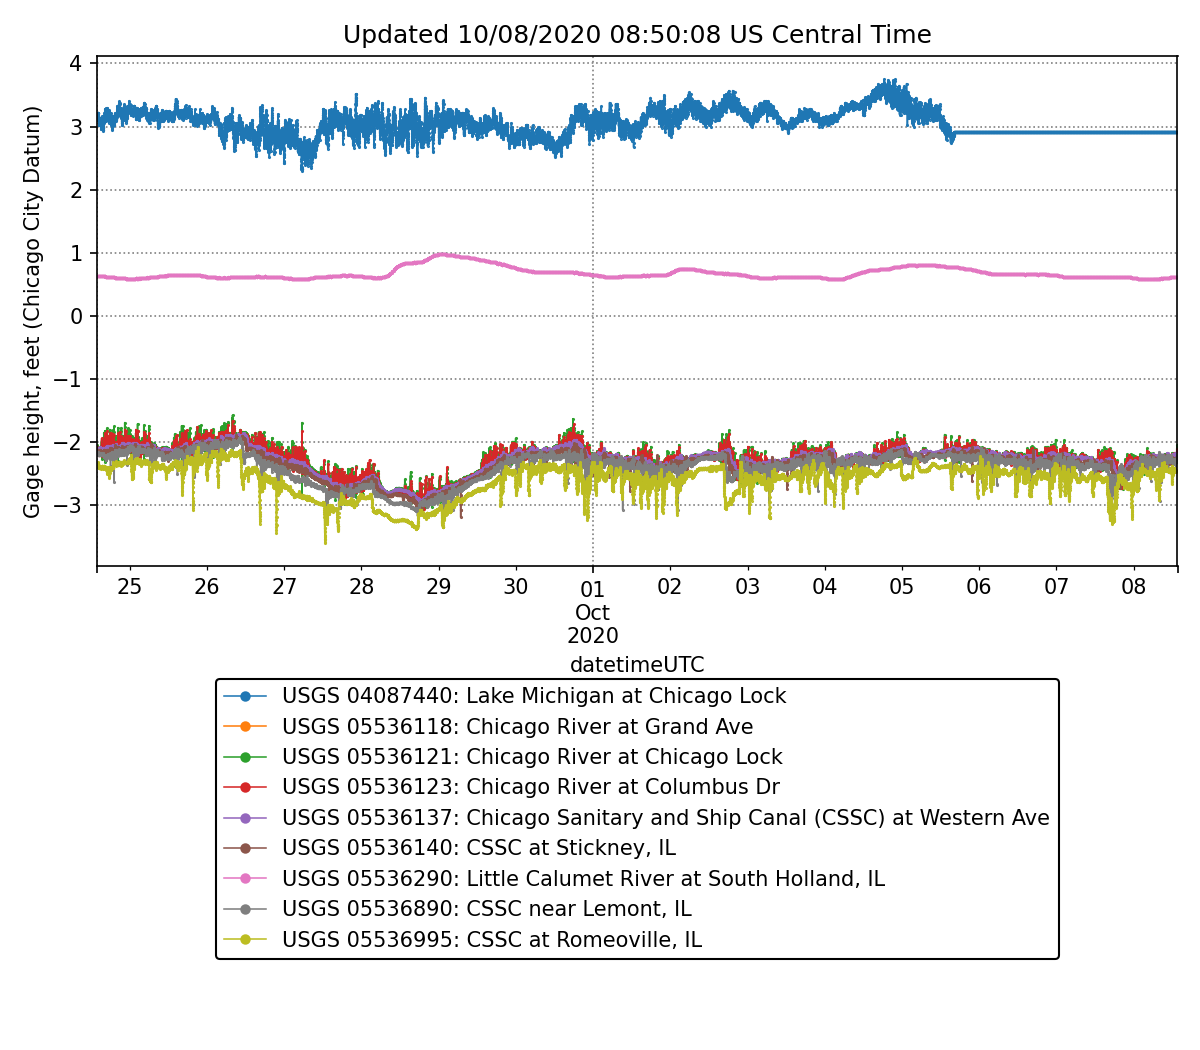 Updated 10/08/2020 08:50:08 US Central Time
Gage height, feet (Chicago City Datum)
4
3
2
1
0
−1
−2
−3
25 26 27 28 29 30 01 02 03 04 05 06 07 08
Oct
2020
datetimeUTC
USGS 04087440: Lake Michigan at Chicago Lock
USGS 05536118: Chicago River at Grand Ave
USGS 05536121: Chicago River at Chicago Lock
USGS 05536123: Chicago River at Columbus Dr
USGS 05536137: Chicago Sanitary and Ship Canal (CSSC) at Western Ave
USGS 05536140: CSSC at Stickney, IL
USGS 05536290: Little Calumet River at South Holland, IL
USGS 05536890: CSSC near Lemont, IL
USGS 05536995: CSSC at Romeoville, IL